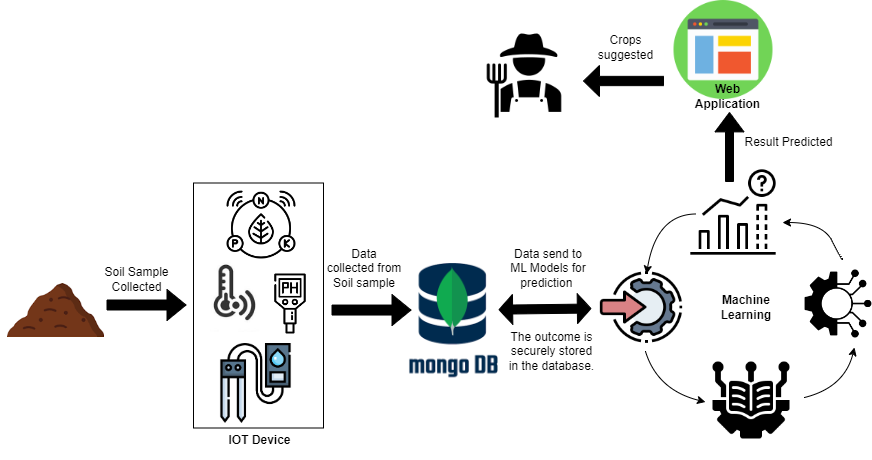 Crops
suggested
Web
Application
Result Predicted
?
N
P
K
Soil Sample
Collected
PH
IOT Device
Data
collected from
Soil sample
mongo DB
Data send to
ML Models for
prediction
The outcome is
securely stored
in the database.
Machine
Learning